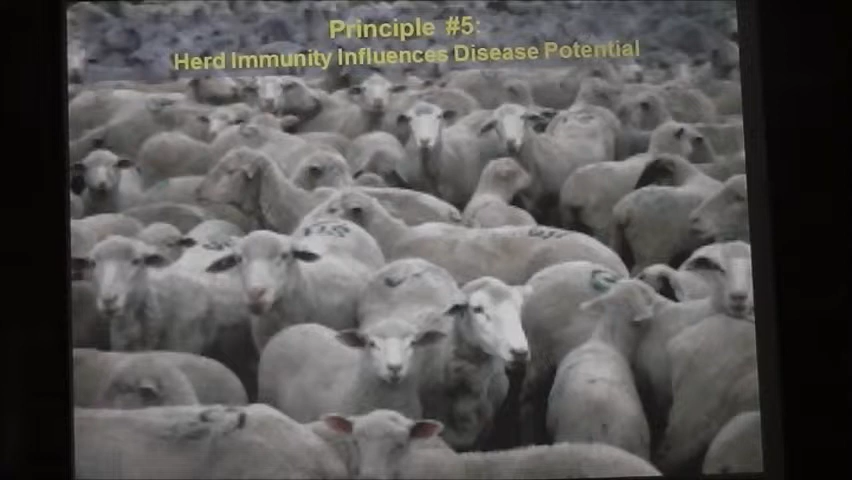 Principle #5:
Herd Immunity Influences Disease Potential